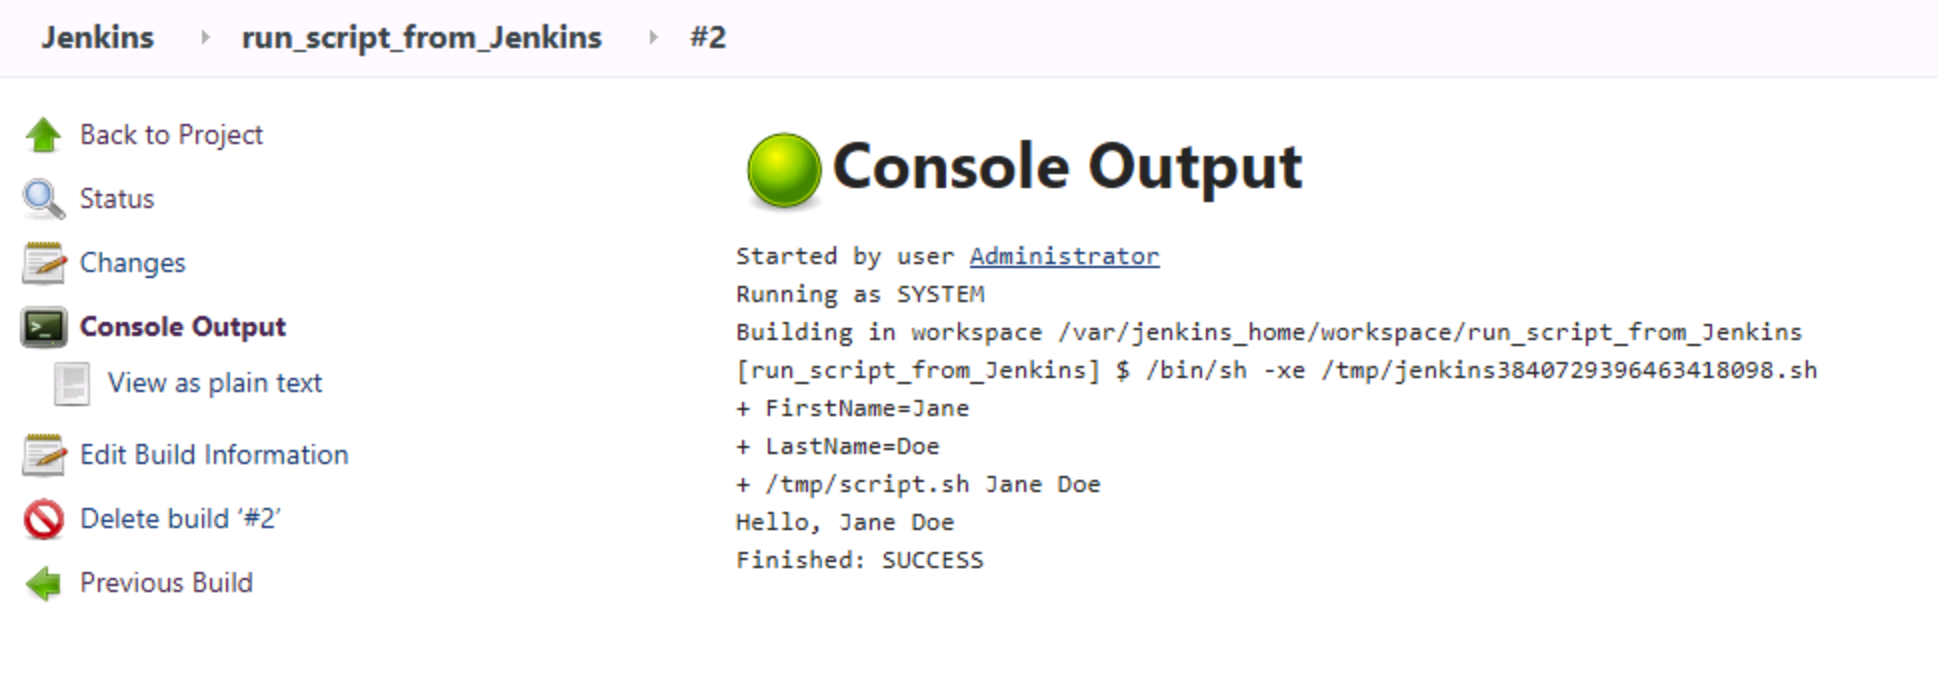 Jenkins run_script_from_Jenkins #2
Back to Project
Status
Changes
Console Output
View as plain text
Edit Build Information
Delete build ‘#2’
Previous Build
Console Output
Started by user Administrator
Running as SYSTEM
Building in workspace /var/jenkins_home/workspace/run_script_from_Jenkins
[run_script_from_Jenkins] $ /bin/sh -xe /tmp/jenkins3840729396463418098.sh
+ FirstName=Jane
+ LastName=Doe
+ /tmp/script.sh Jane Doe
Hello, Jane Doe
Finished: SUCCESS